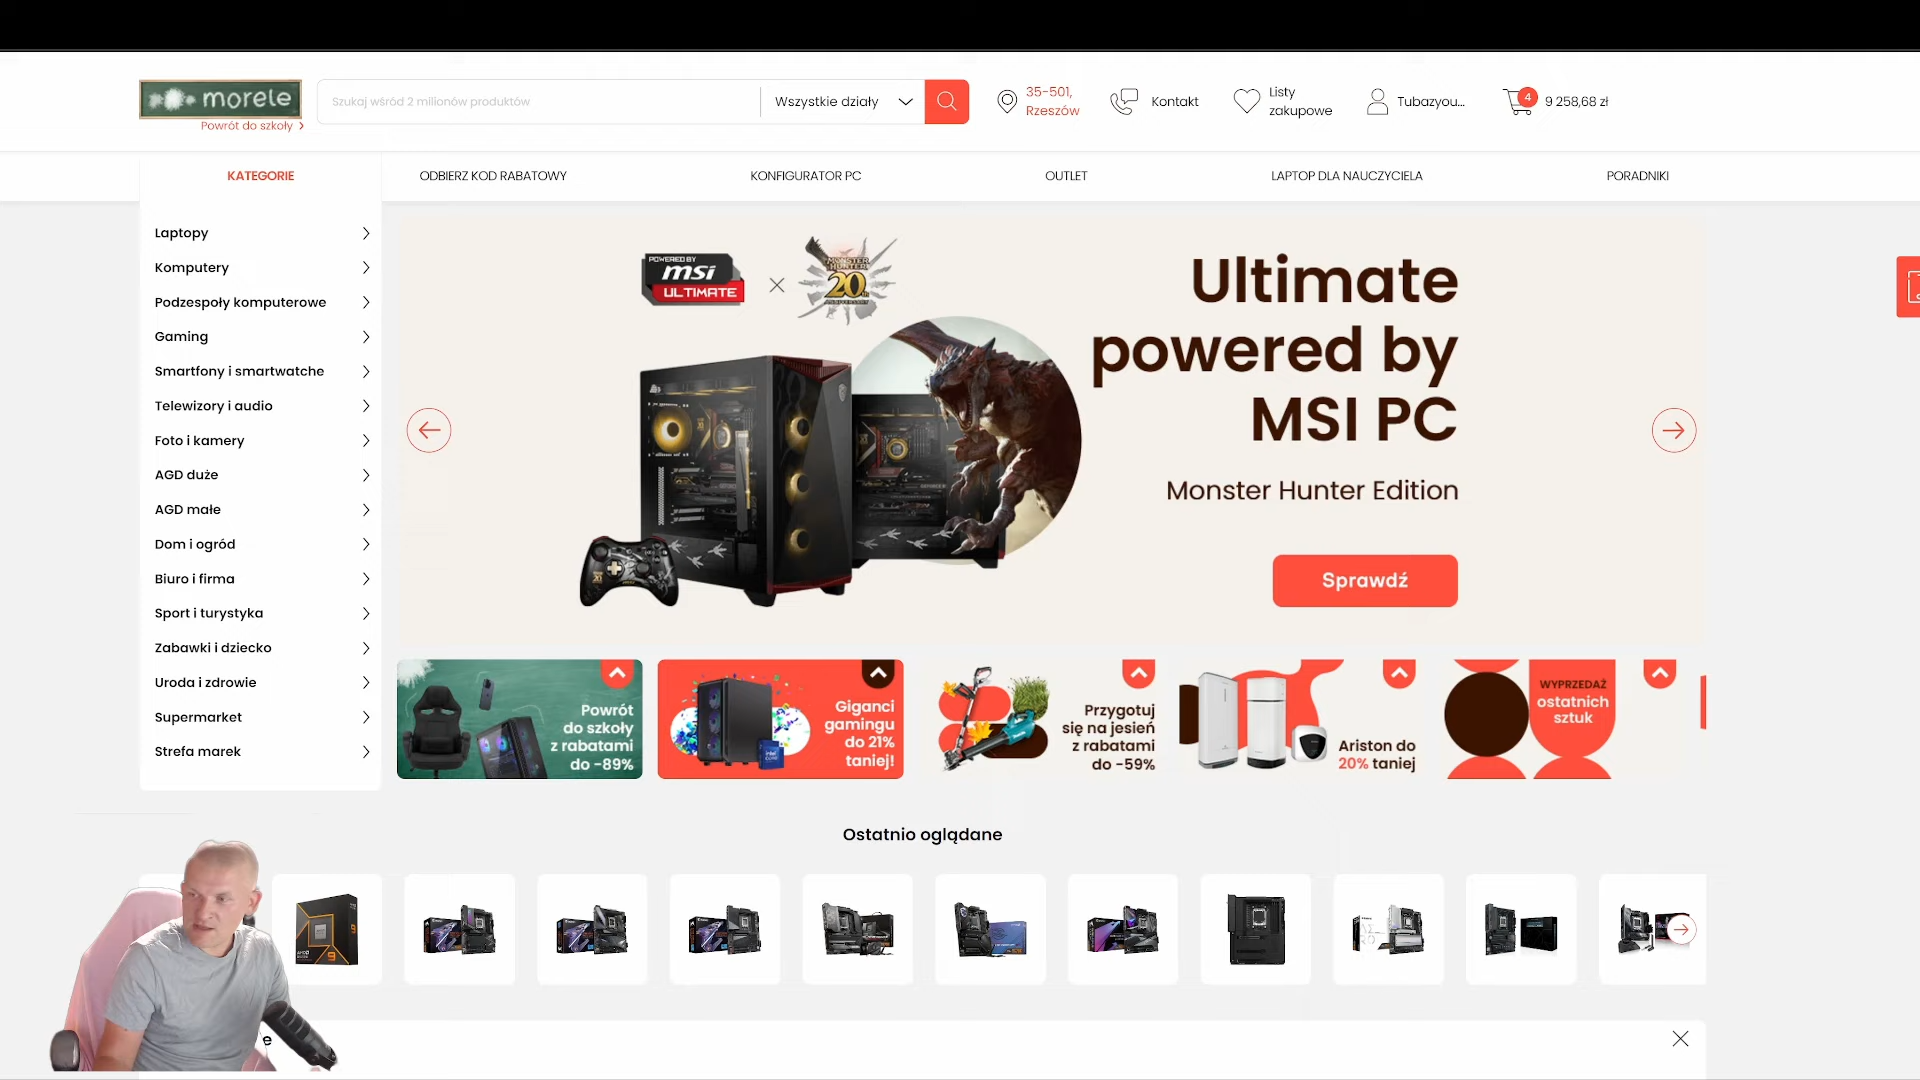 morele
Powrót do szkoły
Szukaj wśród 2 milionów produktów
Wszystkie działy
35-501,
Rzeszów
Kontakt
Listy
zakupowe
Tubazyou...
4
9 258,68 zł
KATEGORIE
ODBIERZ KOD RABATOWY
KONFIGURATOR PC
OUTLET
LAPTOP DLA NAUCZYCIELA
PORADNIKI
Laptopy
Komputery
Podzespoły komputerowe
Gaming
Smartfony i smartwatche
Telewizory i audio
Foto i kamery
AGD duże
AGD małe
Dom i ogród
Biuro i firma
Sport i turystyka
Zabawki i dziecko
Uroda i zdrowie
Supermarket
Strefa marek
POWERED BY
msi
ULTIMATE
MONSTER
HUNTER
20th
ANNIVERSARY
Ultimate
powered by
MSI PC
Monster Hunter Edition
Sprawdź
Powrót
do szkoły
z rabatami
do -89%
Giganci
gamingu
do 21%
taniej!
Przygotuj
się na jesień
z rabatami
do -59%
Ariston do
20% taniej
WYPRZEDAŻ
ostatnich
sztuk
Ostatnio oglądane
e